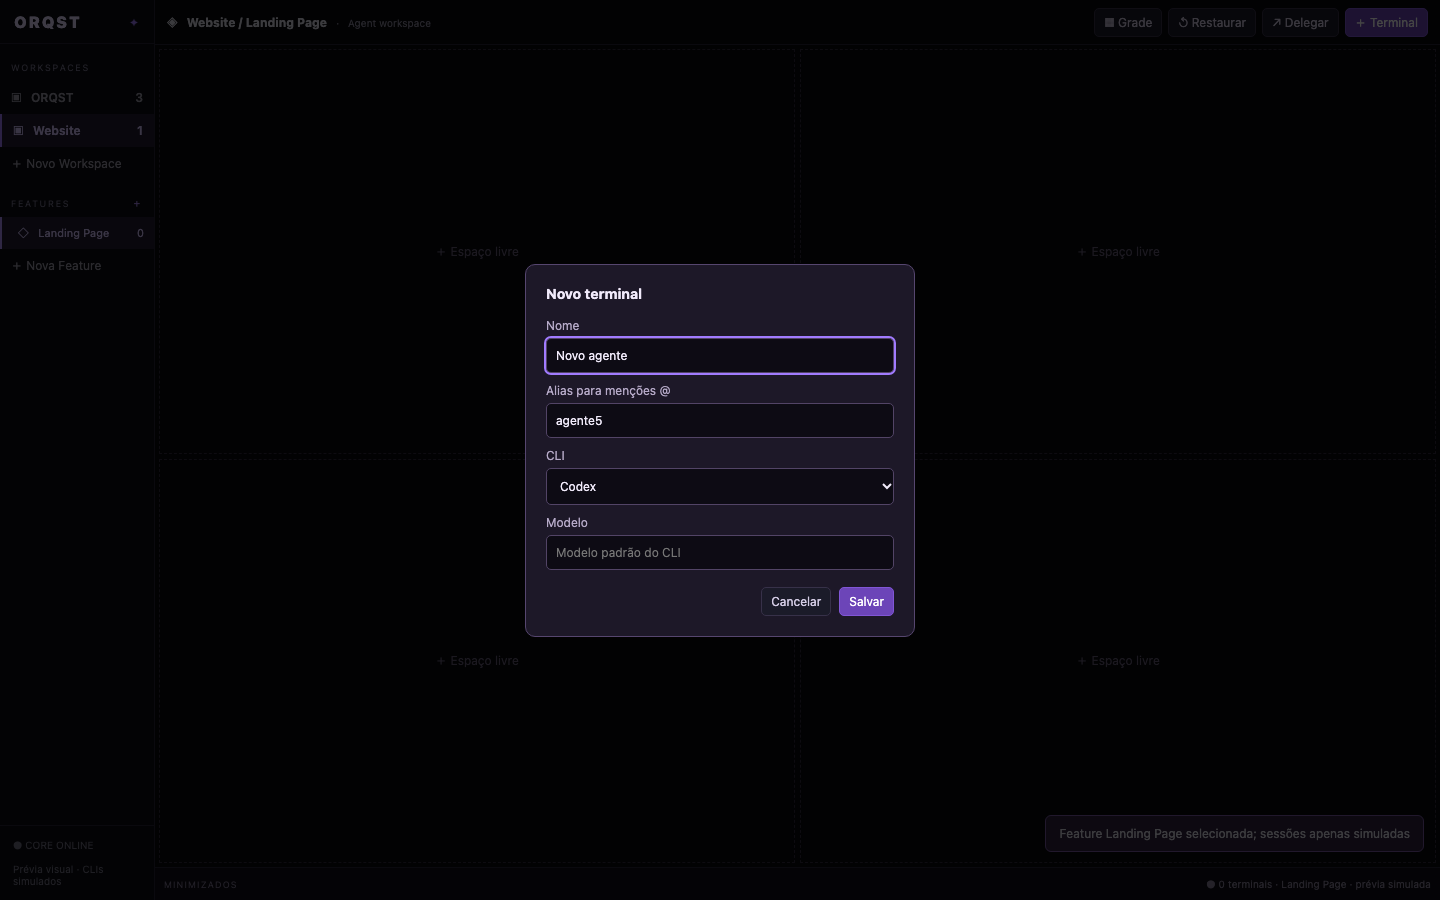 ORQST
Website / Landing Page - Agent workspace
Grade
Restaurar
Delegar
+ Terminal
WORKSPACES
ORQST 3
Website 1
+ Novo Workspace
FEATURES +
Landing Page 0
+ Nova Feature
+ Espaço livre
+ Espaço livre
Novo terminal
Nome
Novo agente
Alias para menções @
agente5
CLI
Codex
Modelo
Modelo padrão do CLI
Cancelar
Salvar
+ Espaço livre
+ Espaço livre
Feature Landing Page selecionada; sessões apenas simuladas
CORE ONLINE
Prévia visual · CLIs
simulados
MINIMIZADOS
0 terminais · Landing Page · prévia simulada